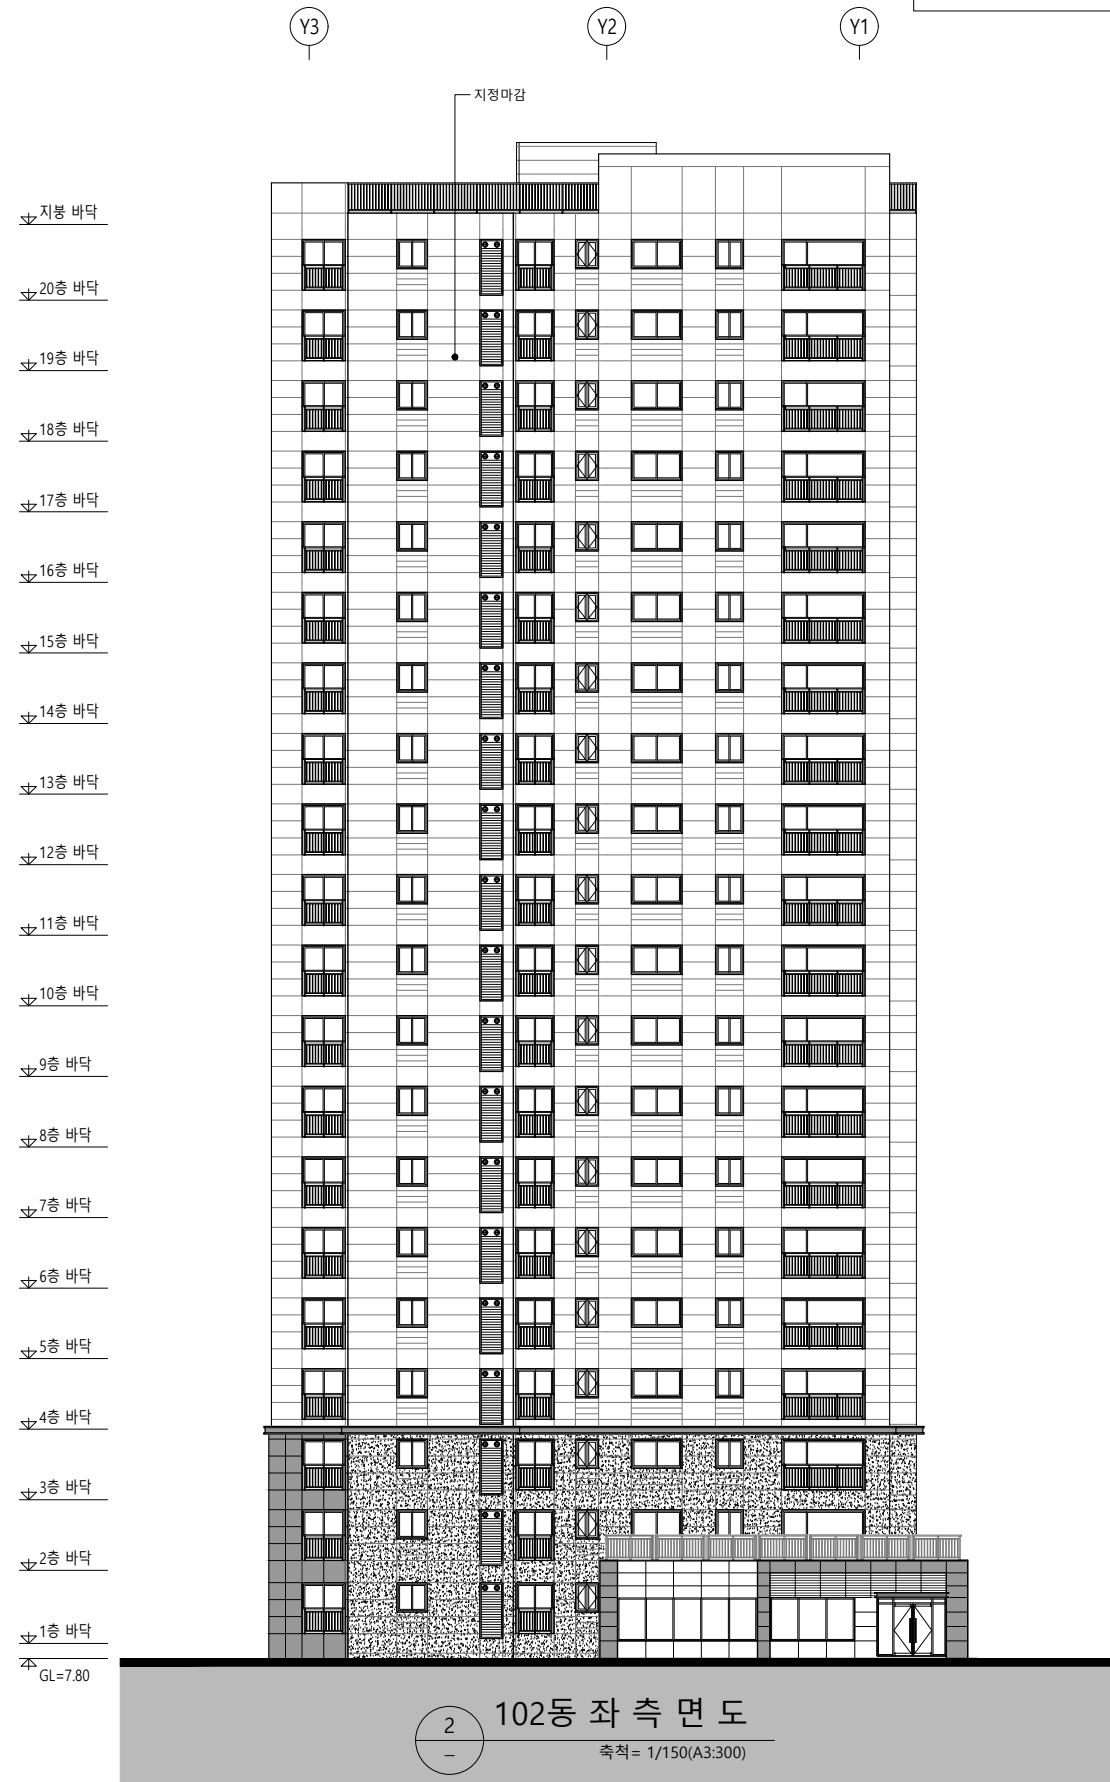 Y3
Y2
Y1
지정마감
지붕 바닥
20층 바닥
19층 바닥
18층 바닥
17층 바닥
16층 바닥
15층 바닥
14층 바닥
13층 바닥
12층 바닥
11층 바닥
10층 바닥
9층 바닥
8층 바닥
7층 바닥
6층 바닥
5층 바닥
4층 바닥
3층 바닥
2층 바닥
1층 바닥
GL=7.80
2
–
102동 좌 측 면 도
축척= 1/150(A3:300)